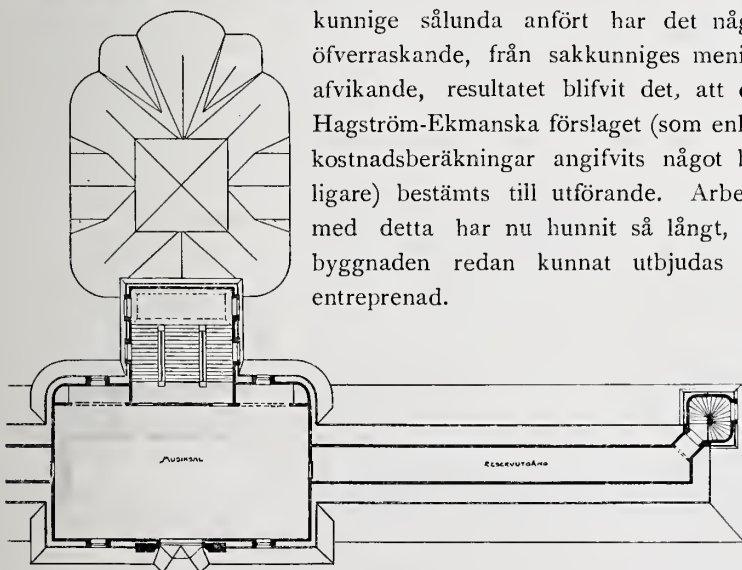 kunnige sålunda anfört har det någ
öfverraskande, från sakkunniges meni
afvikande, resultatet blifvit det, att
Hagström-Ekmanska förslaget (som enl
kostnadsberäkningar angifvits något
ligare) bestämts till utförande. Arbe
med detta har nu hunnit så långt,
byggnaden redan kunnat utbjudas
entreprenad.
MUSIKSAL
RESERVUTGÅNG